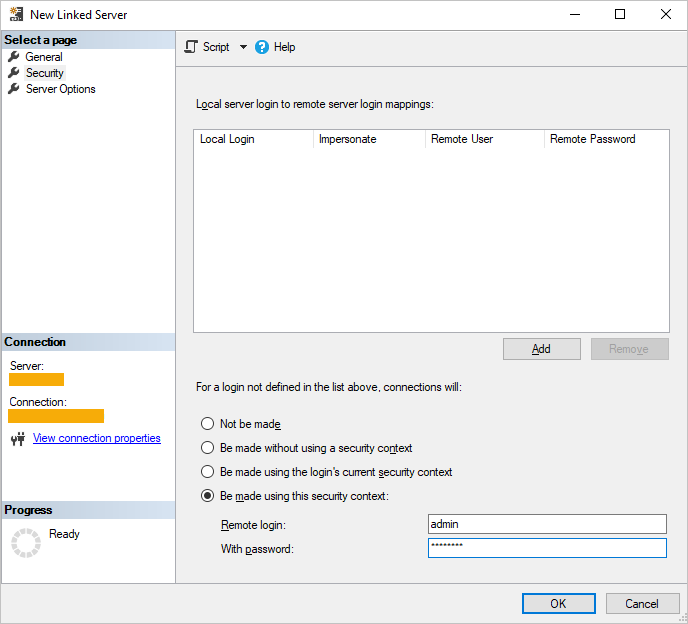 New Linked Server
Select a page
General
Security
Server Options
Script
Help
Local server login to remote server login mappings:
Local Login Impersonate Remote User Remote Password
Add Remove
Connection
Server:
Connection:
View connection properties
For a login not defined in the list above, connections will:
Not be made
Be made without using a security context
Be made using the login's current security context
Be made using this security context:
Remote login: admin
With password: ********
Progress
Ready
OK Cancel